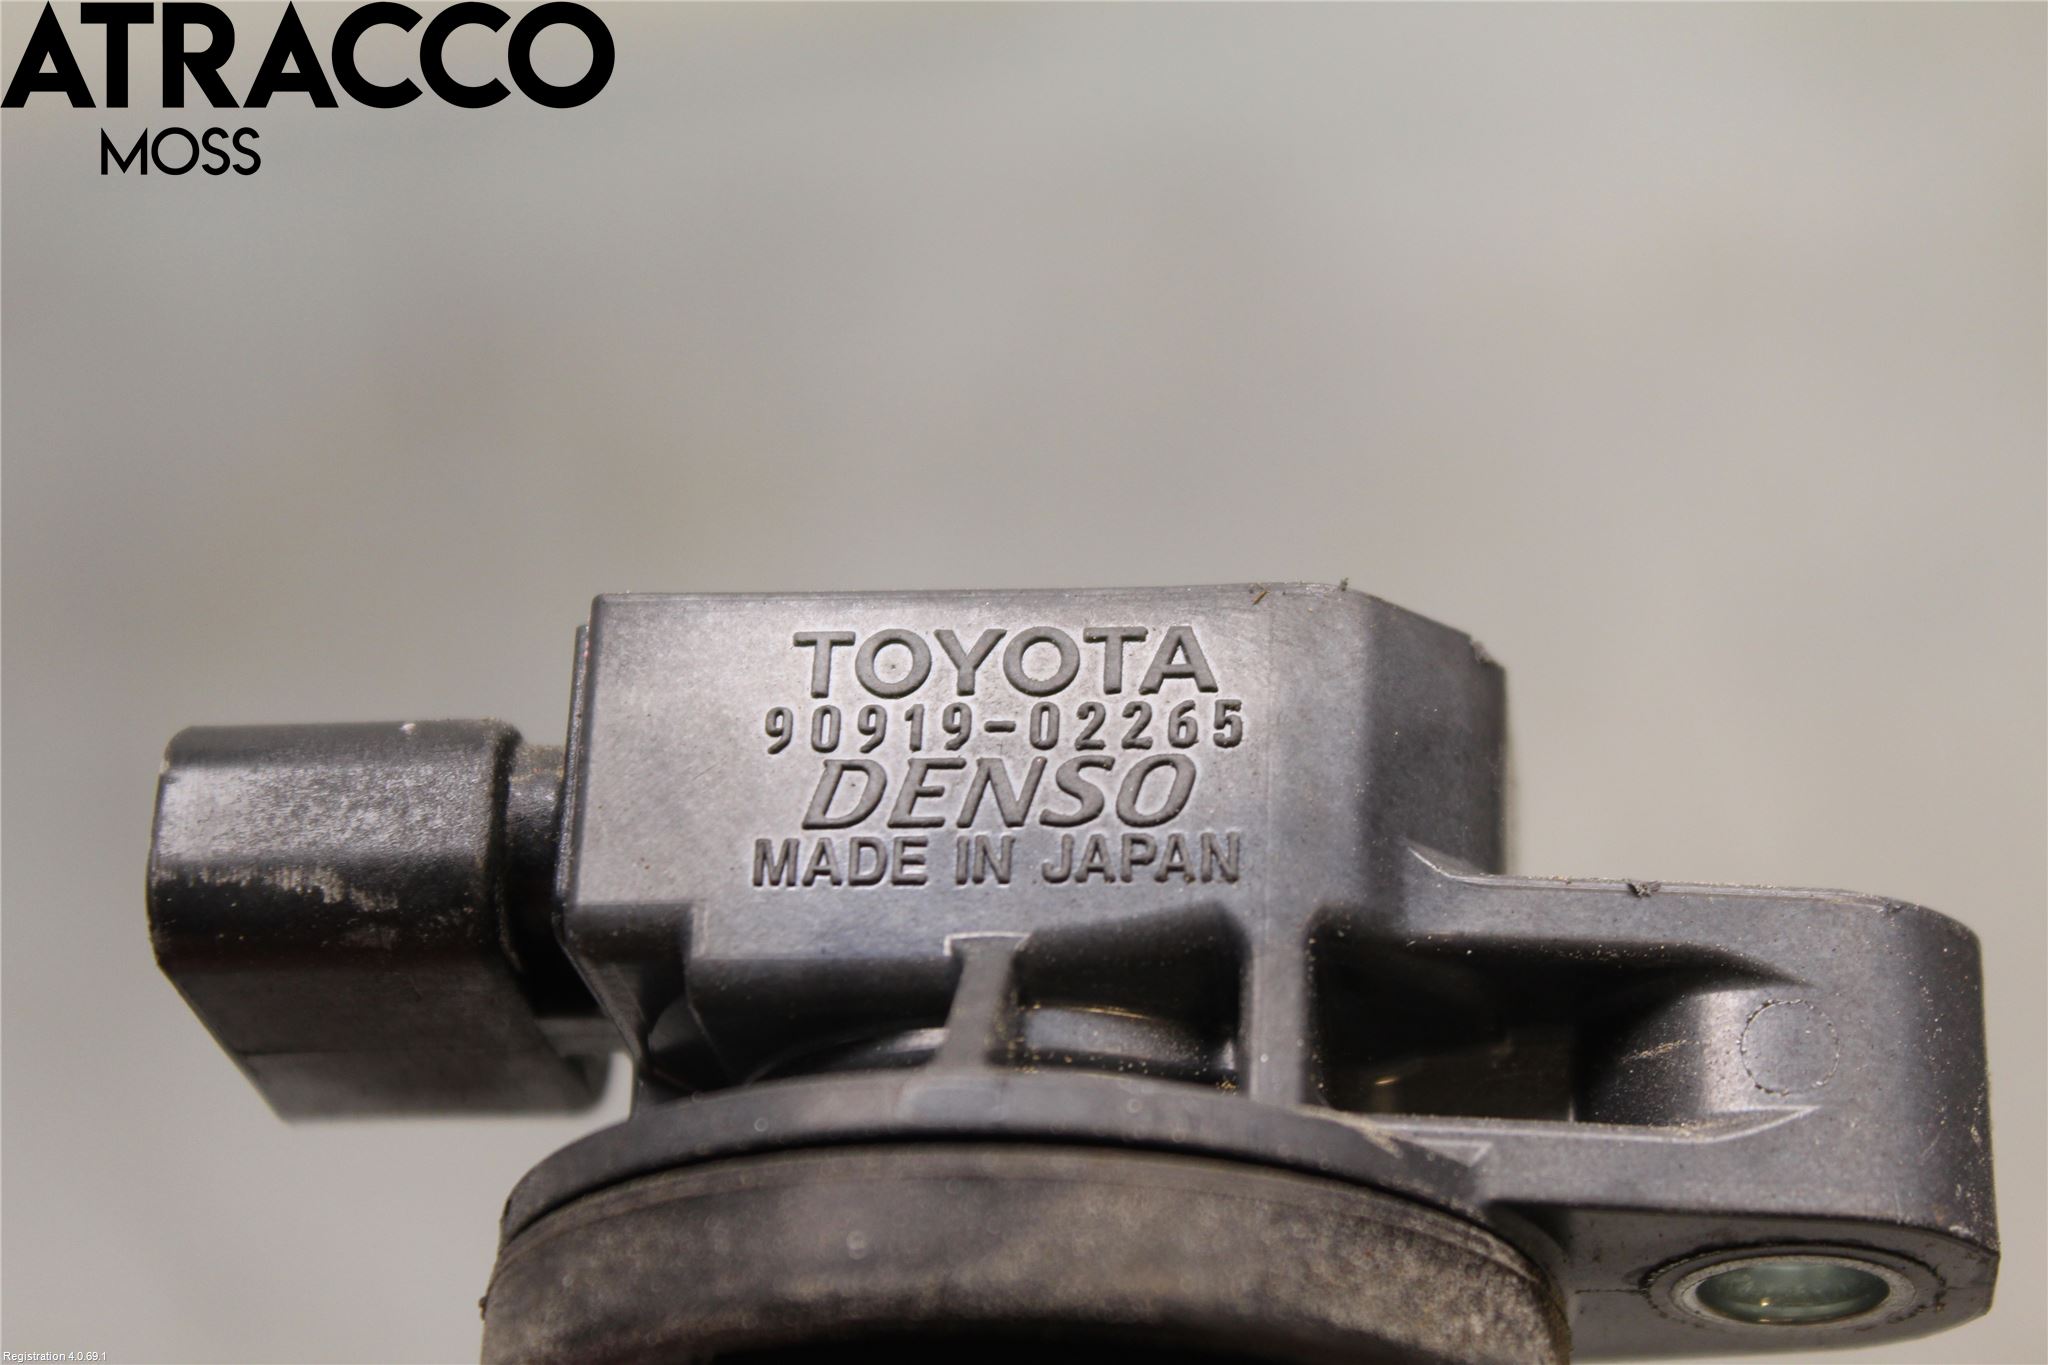 ATRACCO
MOSS
TOYOTA
90919-02265
DENSO
MADE IN JAPAN
Registration 4.0.69.1